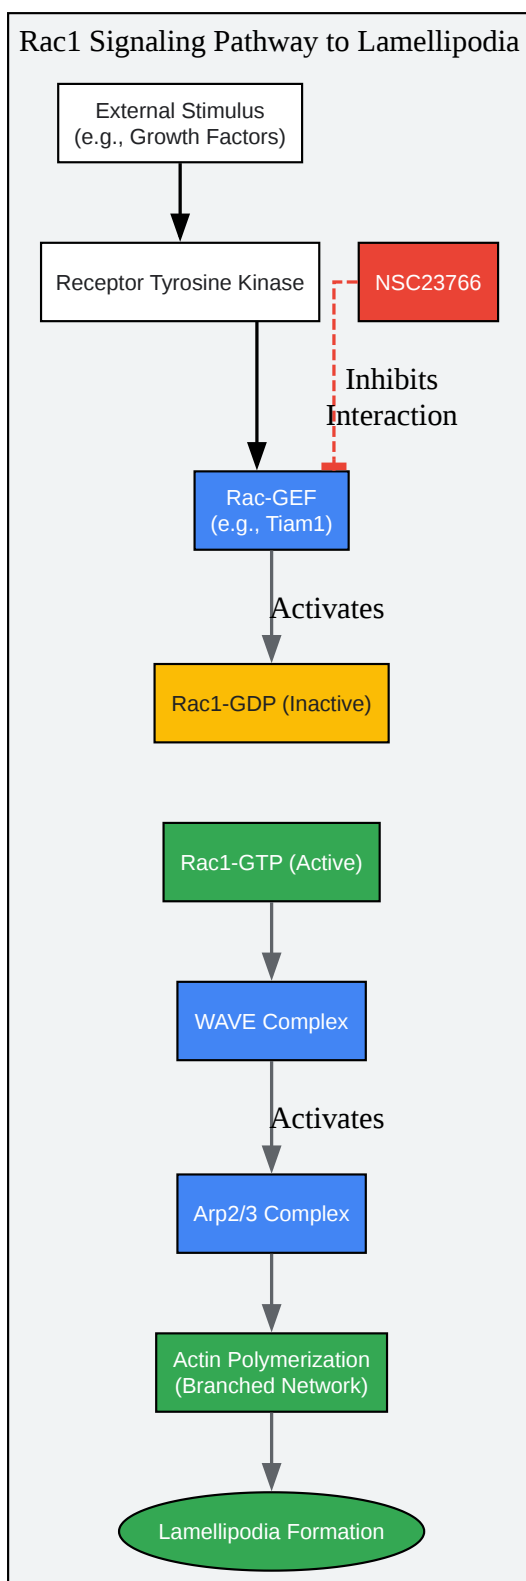 Rac1 Signaling Pathway to Lamellipodia
External Stimulus
(e.g., Growth Factors)
Receptor Tyrosine Kinase
NSC23766
Inhibits
Interaction
Rac-GEF
(e.g., Tiam1)
Activates
Rac1-GDP (Inactive)
Rac1-GTP (Active)
WAVE Complex
Activates
Arp2/3 Complex
Actin Polymerization
(Branched Network)
Lamellipodia Formation